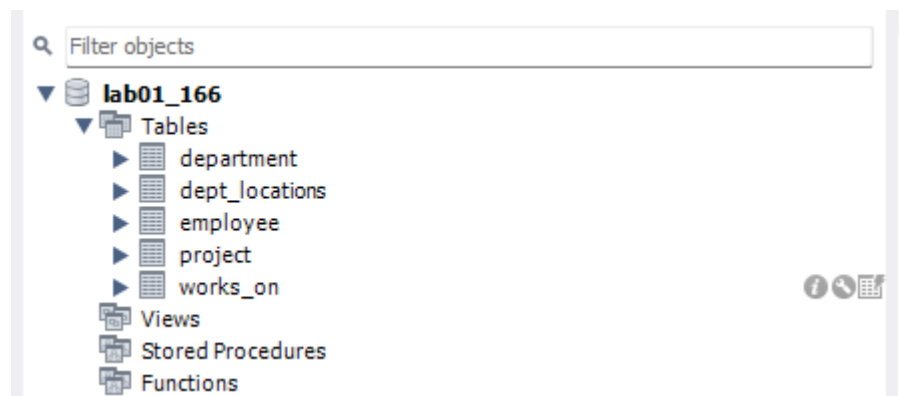 Filter objects
lab01_166
Tables
department
dept_locations
employee
project
works_on
Views
Stored Procedures
Functions